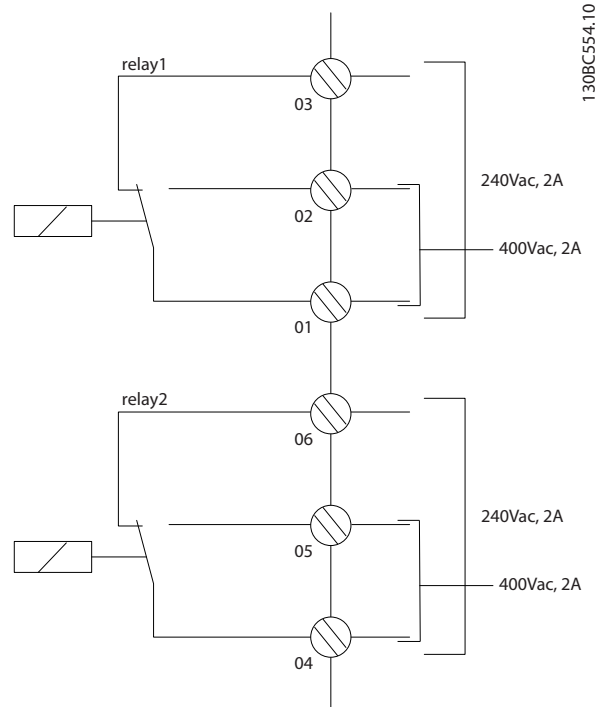 130BC554.10
relay1
03
240Vac, 2A
02
400Vac, 2A
01
relay2
06
240Vac, 2A
05
400Vac, 2A
04